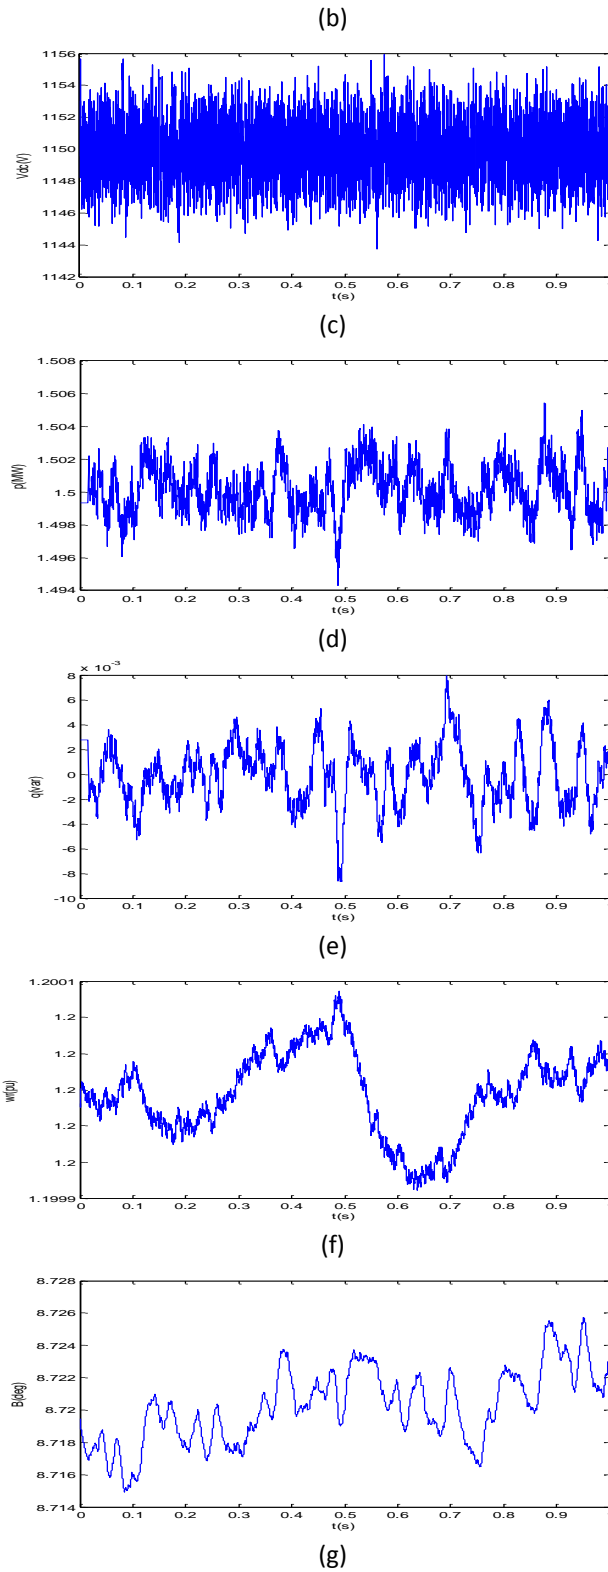 (b)
1156
1154
1152
1150
1148
1146
1144
1142
Vdc(V)
0 0.1 0.2 0.3 0.4 0.5 0.6 0.7 0.8 0.9
t(s)
(c)
1.508
1.506
1.504
1.502
1.5
1.498
1.496
1.494
p(MW)
0 0.1 0.2 0.3 0.4 0.5 0.6 0.7 0.8 0.9
t(s)
(d)
x 10⁻³
8
6
4
2
0
-2
-4
-6
-8
-10
q(var)
0 0.1 0.2 0.3 0.4 0.5 0.6 0.7 0.8 0.9
t(s)
(e)
1.2001
1.2
1.2
1.2
1.2
1.2
1.1999
wr(pu)
0 0.1 0.2 0.3 0.4 0.5 0.6 0.7 0.8 0.9
t(s)
(f)
8.728
8.726
8.724
8.722
8.72
8.718
8.716
8.714
B(deg)
0 0.1 0.2 0.3 0.4 0.5 0.6 0.7 0.8 0.9
t(s)
(g)